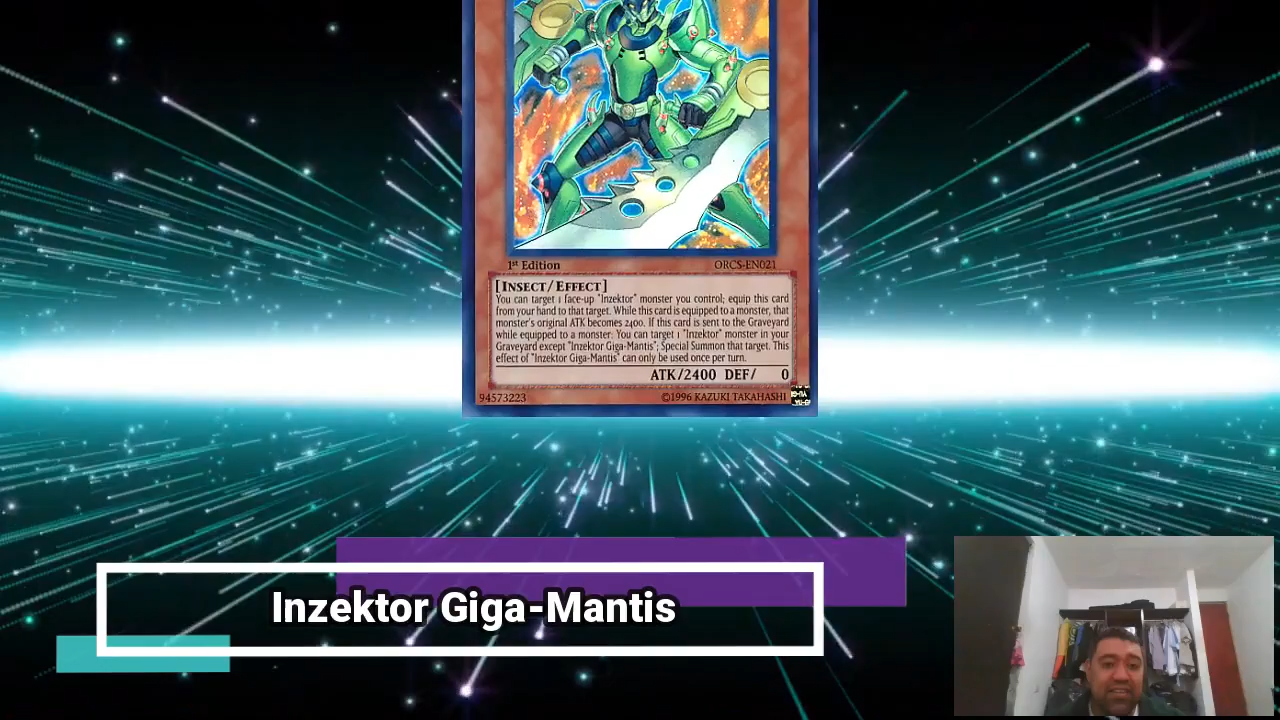 1st Edition ORCS-EN021
[INSECT/EFFECT]
You can target 1 face-up "Inzektor" monster you control; equip this card
from your hand to that target. While this card is equipped to a monster, that
monster's original ATK becomes 2400. If this card is sent to the Graveyard
while equipped to a monster: You can target 1 "Inzektor" monster in your
Graveyard except "Inzektor Giga-Mantis"; Special Summon that target. This
effect of "Inzektor Giga-Mantis" can only be used once per turn.
ATK/2400 DEF/ 0
94573223 ©1996 KAZUKI TAKAHASHI
Inzektor Giga-Mantis